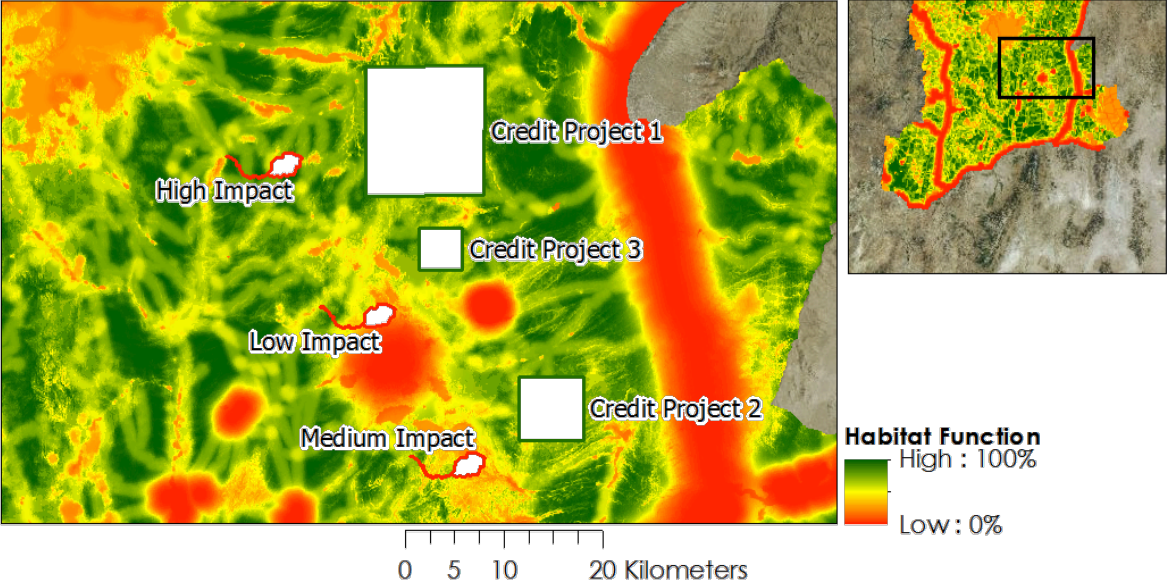 Credit Project 1
High Impact
Credit Project 3
Low Impact
Credit Project 2
Medium Impact
Habitat Function
High : 100%
Low : 0%
0 5 10 20 Kilometers